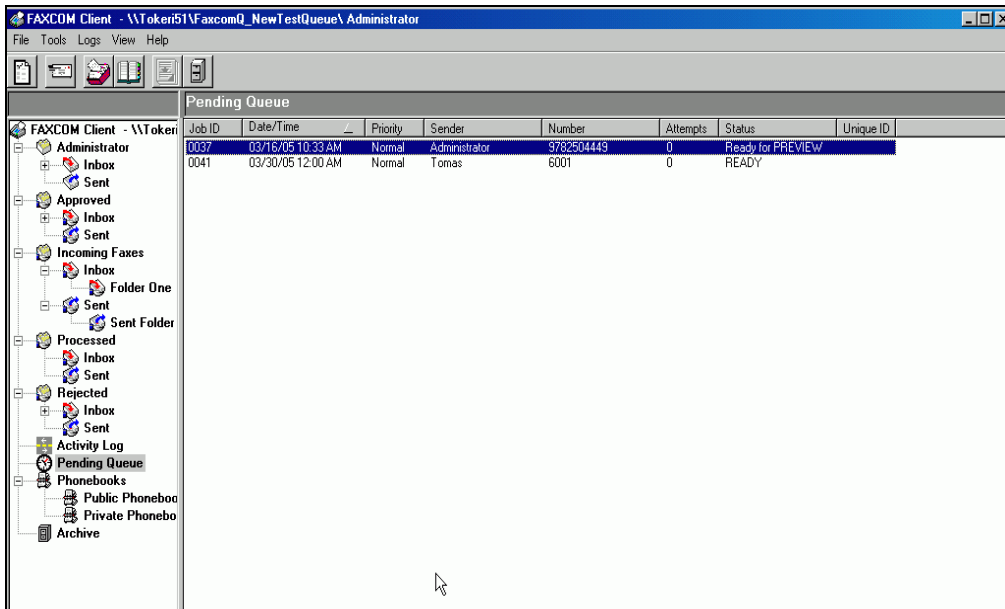 FAXCOM Client - \\Tokeri51\FaxcomQ_NewTestQueue\ Administrator
File Tools Logs View Help
Pending Queue
FAXCOM Client - \\Tokeri
Administrator
Inbox
Sent
Approved
Inbox
Sent
Incoming Faxes
Inbox
Folder One
Sent
Sent Folder
Processed
Inbox
Sent
Rejected
Inbox
Sent
Activity Log
Pending Queue
Phonebooks
Public Phoneboo
Private Phonebo
Archive
Job ID Date/Time Priority Sender Number Attempts Status Unique ID
0037 03/16/05 10:33 AM Normal Administrator 9782504449 0 Ready for PREVIEW
0041 03/30/05 12:00 AM Normal Tomas 6001 0 READY